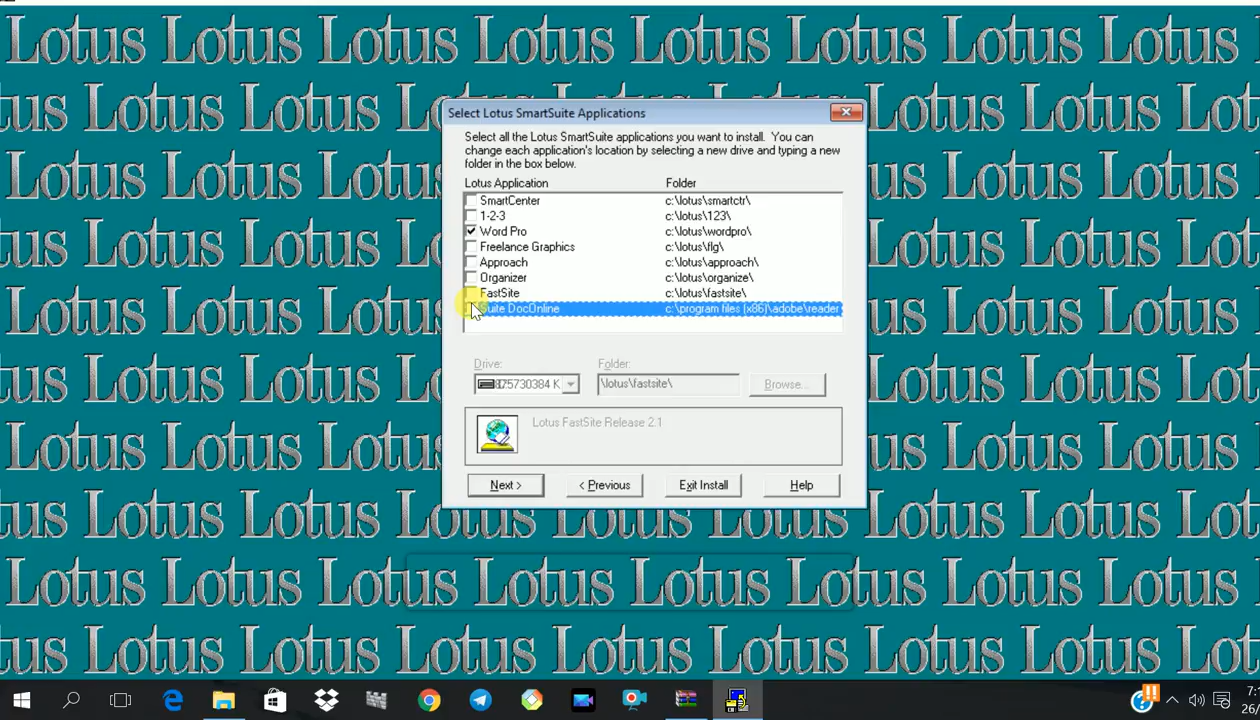 Lotus Lotus Lotus Lotus Lotus Lotus Lotus Lotus
Select Lotus SmartSuite Applications
Select all the Lotus SmartSuite applications you want to install. You can
change each application's location by selecting a new drive and typing a new
folder in the box below.
Lotus Application Folder
SmartCenter c:\lotus\smartctr\
1-2-3 c:\lotus\123\
Word Pro c:\lotus\wordpro\
Freelance Graphics c:\lotus\flg\
Approach c:\lotus\approach\
Organizer c:\lotus\organize\
FastSite c:\lotus\fastsite\
Suite DocOnline c:\program files (x86)\adobe\reader
Drive: Folder:
75730384 K \lotus\fastsite\ Browse...
Lotus FastSite Release 2.1
Next > < Previous Exit Install Help